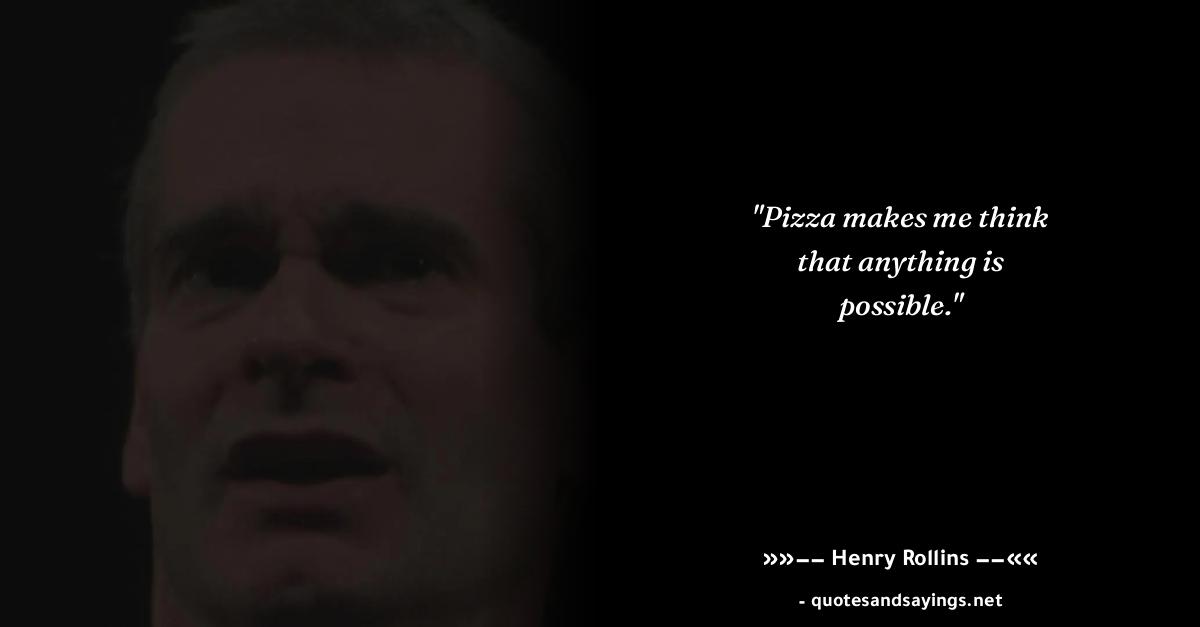 "Pizza makes me think
that anything is
possible."
»»−− Henry Rollins −−««
- quotesandsayings.net